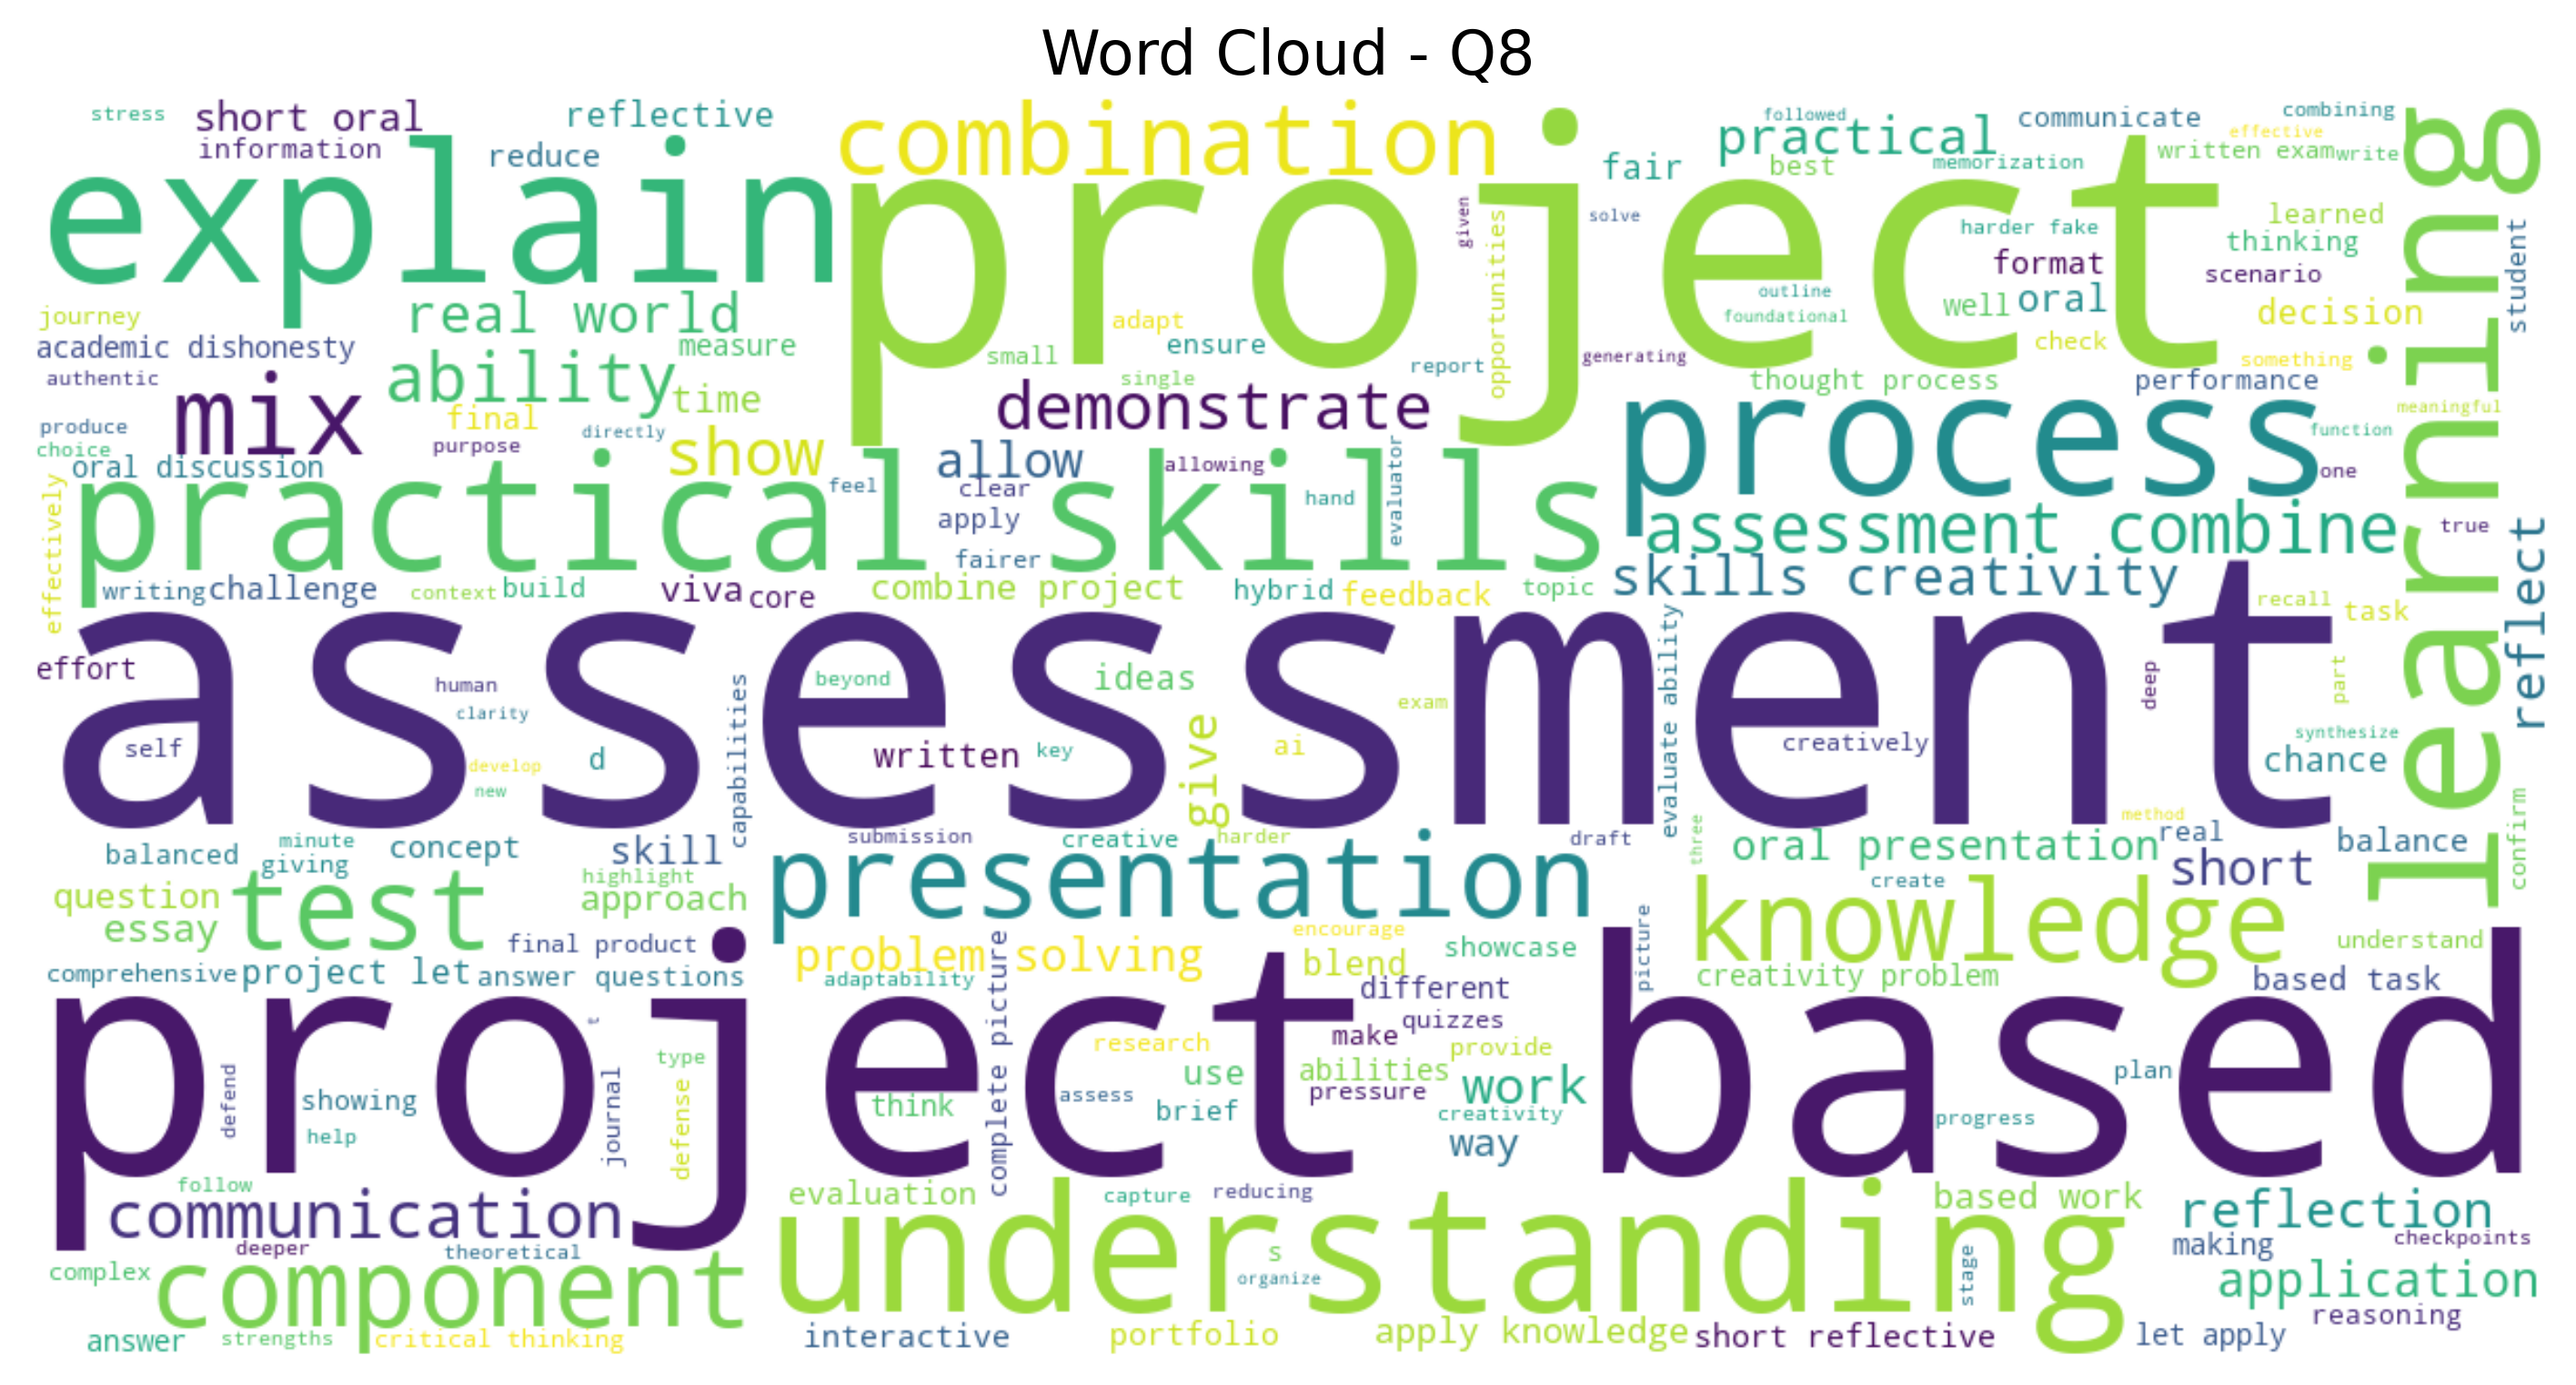 Word Cloud - Q8
stress
short oral
reflective
combination
followed
communicate
combining
information
reduce
practical
effective
written exam
write
fair
best
memorization
explain
project
learning
given
opportunities
solve
harder fake
learned
thinking
student
format
scenario
real world
outline
well
oral
decision
journey
adapt
foundational
academic dishonesty
measure
ensure
small
check
generating
something
authentic
ability
single
report
thought process
performance
mix
time
demonstrate
meaningful
final
produce
directly
choice
purpose
show
function
oral discussion
allow
allowing
evaluator
process
one
practical skills
feel
clear
hand
effectively
apply
assessment combine
true
fairer
skills creativity
reflect
writing
challenge
context
build
viva
core
combine project
hybrid
feedback
topic
recall
task
assessment
effort
human
beyond
ideas
exam
evaluate ability
deep
part
clarity
capabilities
self
d
written
key
give
ai
creatively
synthesize
chance
develop
new
minute
submission
creative
harder
draft
three
method
real
balance
confirm
balanced
giving
concept
skill
oral presentation
short
highlight
presentation
create
question
test
approach
knowledge
essay
final product
problem solving
encourage
blend
showcase
picture
understand
comprehensive
project let
answer questions
adaptability
complete picture
different
creativity problem
based task
project based
t
quizzes
make
research
provide
type
use
abilities
work
plan
defend
showing
journal
defense
think
assess
brief
pressure
creativity
progress
help
way
follow
evaluation
capture
reducing
based work
communication
understanding
reflection
deeper
theoretical
s
making
checkpoints
complex
component
organize
stage
application
reasoning
answer
strengths
critical thinking
interactive
portfolio
apply knowledge
short reflective
let apply